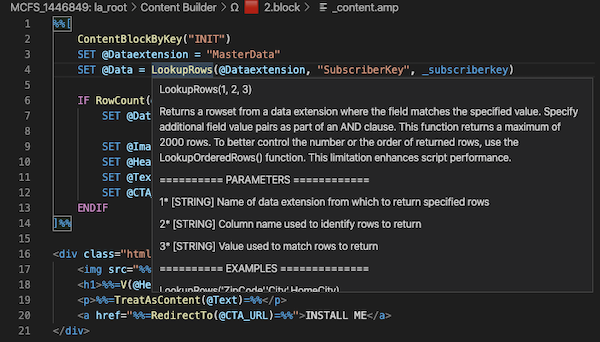 MCFS_1446849: la_root > Content Builder > Ω 2.block > _content.amp
1 %%[
2 ContentBlockByKey("INIT")
3 SET @Dataextension = "MasterData"
4 SET @Data = LookupRows(@Dataextension, "SubscriberKey", _subscriberkey)
5
6 IF RowCount(
7 SET @Dat
8
9 SET @Ima
10 SET @Hea
11 SET @Tex
12 SET @CTA_
13 ENDIF
14 ]%%
15
16 <div class="html
17 <img src="%%
18 <h1>%%=V(@He
19 <p>%%=TreatAsContent(@Text)=%%</p>
20 <a href="%%=RedirectTo(@CTA_URL)=%%">INSTALL ME</a>
21 </div>
LookupRows(1, 2, 3)
Returns a rowset from a data extension where the field matches the specified value. Specify
additional field value pairs as part of an AND clause. This function returns a maximum of
2000 rows. To better control the number or the order of returned rows, use the
LookupOrderedRows() function. This limitation enhances script performance.
========== PARAMETERS ============
1* [STRING] Name of data extension from which to return specified rows
2* [STRING] Column name used to identify rows to return
3* [STRING] Value used to match rows to return
========== EXAMPLES ==============
LookupRows('ZipCode','City',HomeCity)